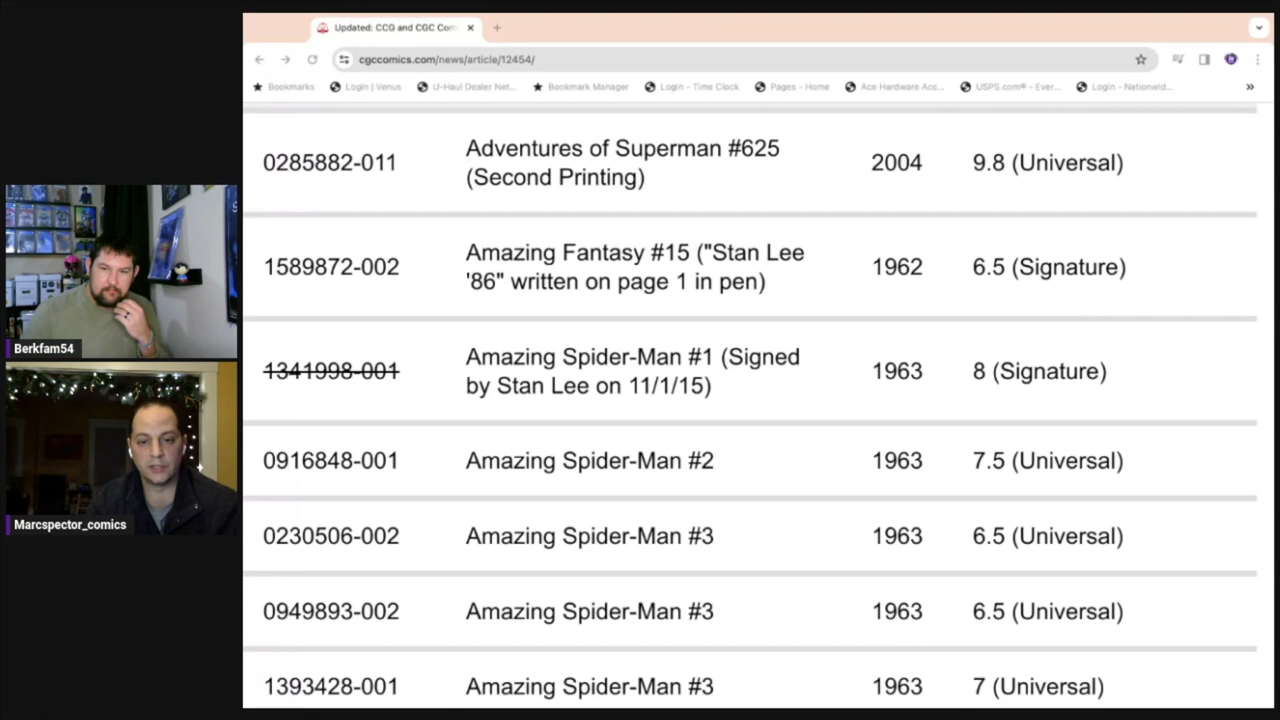 Updated: CCG and CGC Com
cgccomics.com/news/article/12454/
Bookmarks Login | Venus U-Haul Dealer Net... Bookmark Manager Login - Time Clock Pages - Home Ace Hardware Acc... USPS.com® - Ever... Login - Nationwid...
0285882-011 Adventures of Superman #625 (Second Printing) 2004 9.8 (Universal)
1589872-002 Amazing Fantasy #15 ("Stan Lee '86" written on page 1 in pen) 1962 6.5 (Signature)
1341998-001 Amazing Spider-Man #1 (Signed by Stan Lee on 11/1/15) 1963 8 (Signature)
0916848-001 Amazing Spider-Man #2 1963 7.5 (Universal)
0230506-002 Amazing Spider-Man #3 1963 6.5 (Universal)
0949893-002 Amazing Spider-Man #3 1963 6.5 (Universal)
1393428-001 Amazing Spider-Man #3 1963 7 (Universal)
Berkfam54
Marcspector_comics